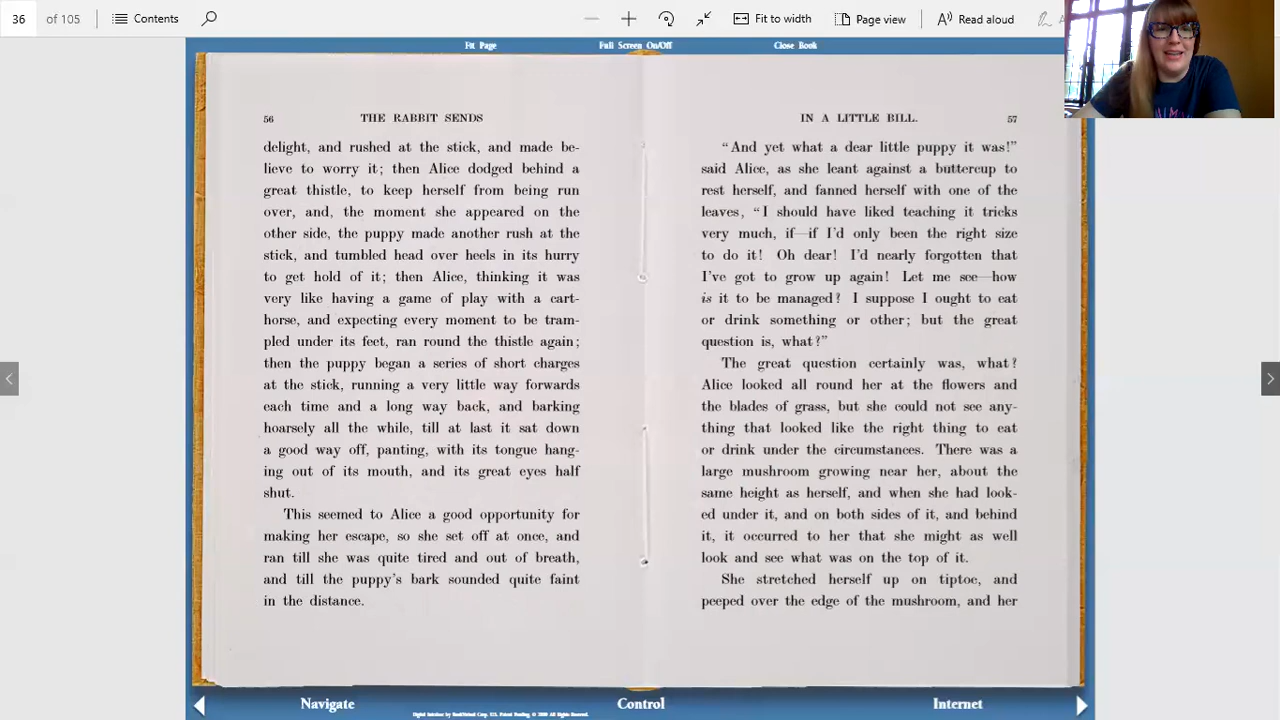 36 of 105 Contents Fit to width Page view Read aloud
Fit Page Full Screen On/Off Close Book
56 THE RABBIT SENDS
delight, and rushed at the stick, and made be-
lieve to worry it; then Alice dodged behind a
great thistle, to keep herself from being run
over, and, the moment she appeared on the
other side, the puppy made another rush at the
stick, and tumbled head over heels in its hurry
to get hold of it; then Alice, thinking it was
very like having a game of play with a cart-
horse, and expecting every moment to be tram-
pled under its feet, ran round the thistle again;
then the puppy began a series of short charges
at the stick, running a very little way forwards
each time and a long way back, and barking
hoarsely all the while, till at last it sat down
a good way off, panting, with its tongue hang-
ing out of its mouth, and its great eyes half
shut.
This seemed to Alice a good opportunity for
making her escape, so she set off at once, and
ran till she was quite tired and out of breath,
and till the puppy's bark sounded quite faint
in the distance.
IN A LITTLE BILL. 57
“And yet what a dear little puppy it was!”
said Alice, as she leant against a buttercup to
rest herself, and fanned herself with one of the
leaves, “I should have liked teaching it tricks
very much, if—if I'd only been the right size
to do it! Oh dear! I'd nearly forgotten that
I've got to grow up again! Let me see—how
is it to be managed? I suppose I ought to eat
or drink something or other; but the great
question is, what?”
The great question certainly was, what?
Alice looked all round her at the flowers and
the blades of grass, but she could not see any-
thing that looked like the right thing to eat
or drink under the circumstances. There was a
large mushroom growing near her, about the
same height as herself, and when she had look-
ed under it, and on both sides of it, and behind
it, it occurred to her that she might as well
look and see what was on the top of it.
She stretched herself up on tiptoe, and
peeped over the edge of the mushroom, and her
Navigate Control Internet